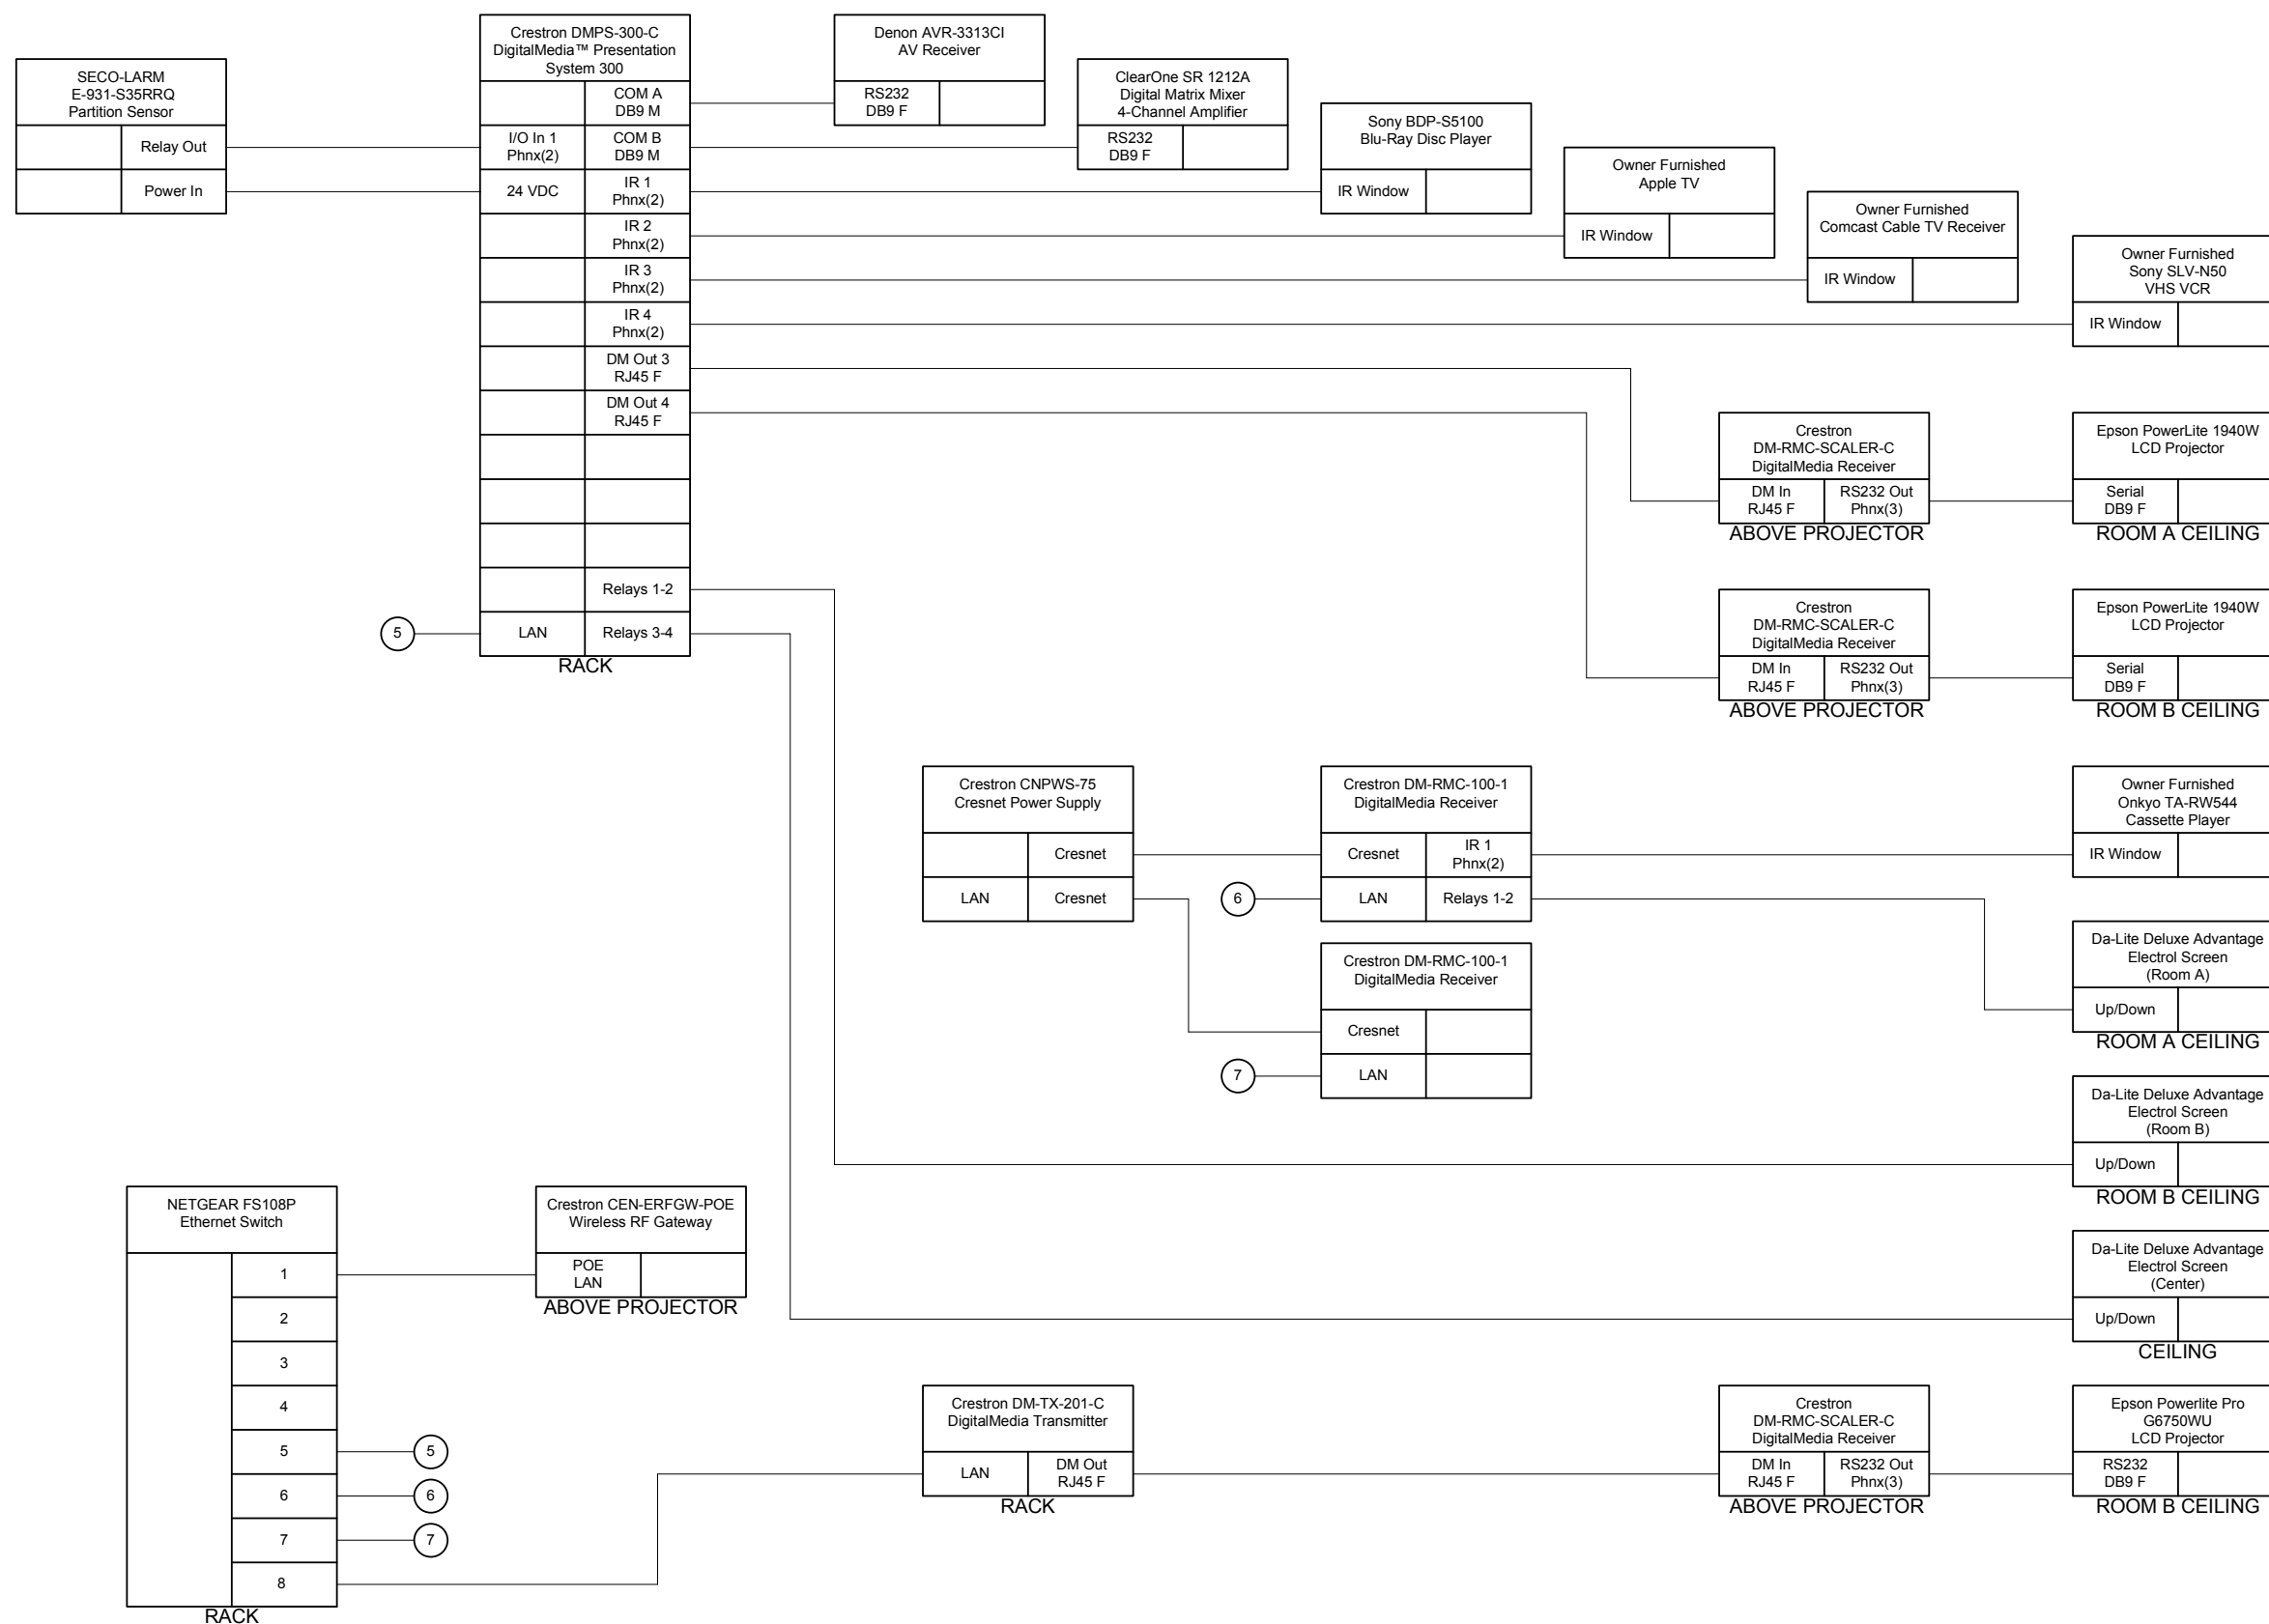 Crestron DMPS-300-C
DigitalMedia™ Presentation
System 300
COM A
DB9 M
I/O In 1
Phnx(2)
COM B
DB9 M
24 VDC
IR 1
Phnx(2)
IR 2
Phnx(2)
IR 3
Phnx(2)
IR 4
Phnx(2)
DM Out 3
RJ45 F
DM Out 4
RJ45 F
Relays 1-2
5
LAN
Relays 3-4
RACK
SECO-LARM
E-931-S35RRQ
Partition Sensor
Relay Out
Power In
Denon AVR-3313CI
AV Receiver
RS232
DB9 F
ClearOne SR 1212A
Digital Matrix Mixer
4-Channel Amplifier
RS232
DB9 F
Sony BDP-S5100
Blu-Ray Disc Player
IR Window
Owner Furnished
Apple TV
IR Window
Owner Furnished
Comcast Cable TV Receiver
IR Window
Owner Furnished
Sony SLV-N50
VHS VCR
IR Window
Crestron
DM-RMC-SCALER-C
DigitalMedia Receiver
DM In
RJ45 F
RS232 Out
Phnx(3)
ABOVE PROJECTOR
Epson PowerLite 1940W
LCD Projector
Serial
DB9 F
ROOM A CEILING
Crestron
DM-RMC-SCALER-C
DigitalMedia Receiver
DM In
RJ45 F
RS232 Out
Phnx(3)
ABOVE PROJECTOR
Epson PowerLite 1940W
LCD Projector
Serial
DB9 F
ROOM B CEILING
Crestron CNPWS-75
Cresnet Power Supply
Cresnet
LAN
Cresnet
Crestron DM-RMC-100-1
DigitalMedia Receiver
Cresnet
IR 1
Phnx(2)
6
LAN
Relays 1-2
Owner Furnished
Onkyo TA-RW544
Cassette Player
IR Window
Crestron DM-RMC-100-1
DigitalMedia Receiver
Cresnet
7
LAN
Da-Lite Deluxe Advantage
Electrol Screen
(Room A)
Up/Down
ROOM A CEILING
Da-Lite Deluxe Advantage
Electrol Screen
(Room B)
Up/Down
ROOM B CEILING
Da-Lite Deluxe Advantage
Electrol Screen
(Center)
Up/Down
CEILING
NETGEAR FS108P
Ethernet Switch
1
2
3
4
5
5
6
6
7
7
8
RACK
Crestron CEN-ERFGW-POE
Wireless RF Gateway
POE
LAN
ABOVE PROJECTOR
Crestron DM-TX-201-C
DigitalMedia Transmitter
LAN
DM Out
RJ45 F
RACK
Crestron
DM-RMC-SCALER-C
DigitalMedia Receiver
DM In
RJ45 F
RS232 Out
Phnx(3)
ABOVE PROJECTOR
Epson Powerlite Pro
G6750WU
LCD Projector
RS232
DB9 F
ROOM B CEILING